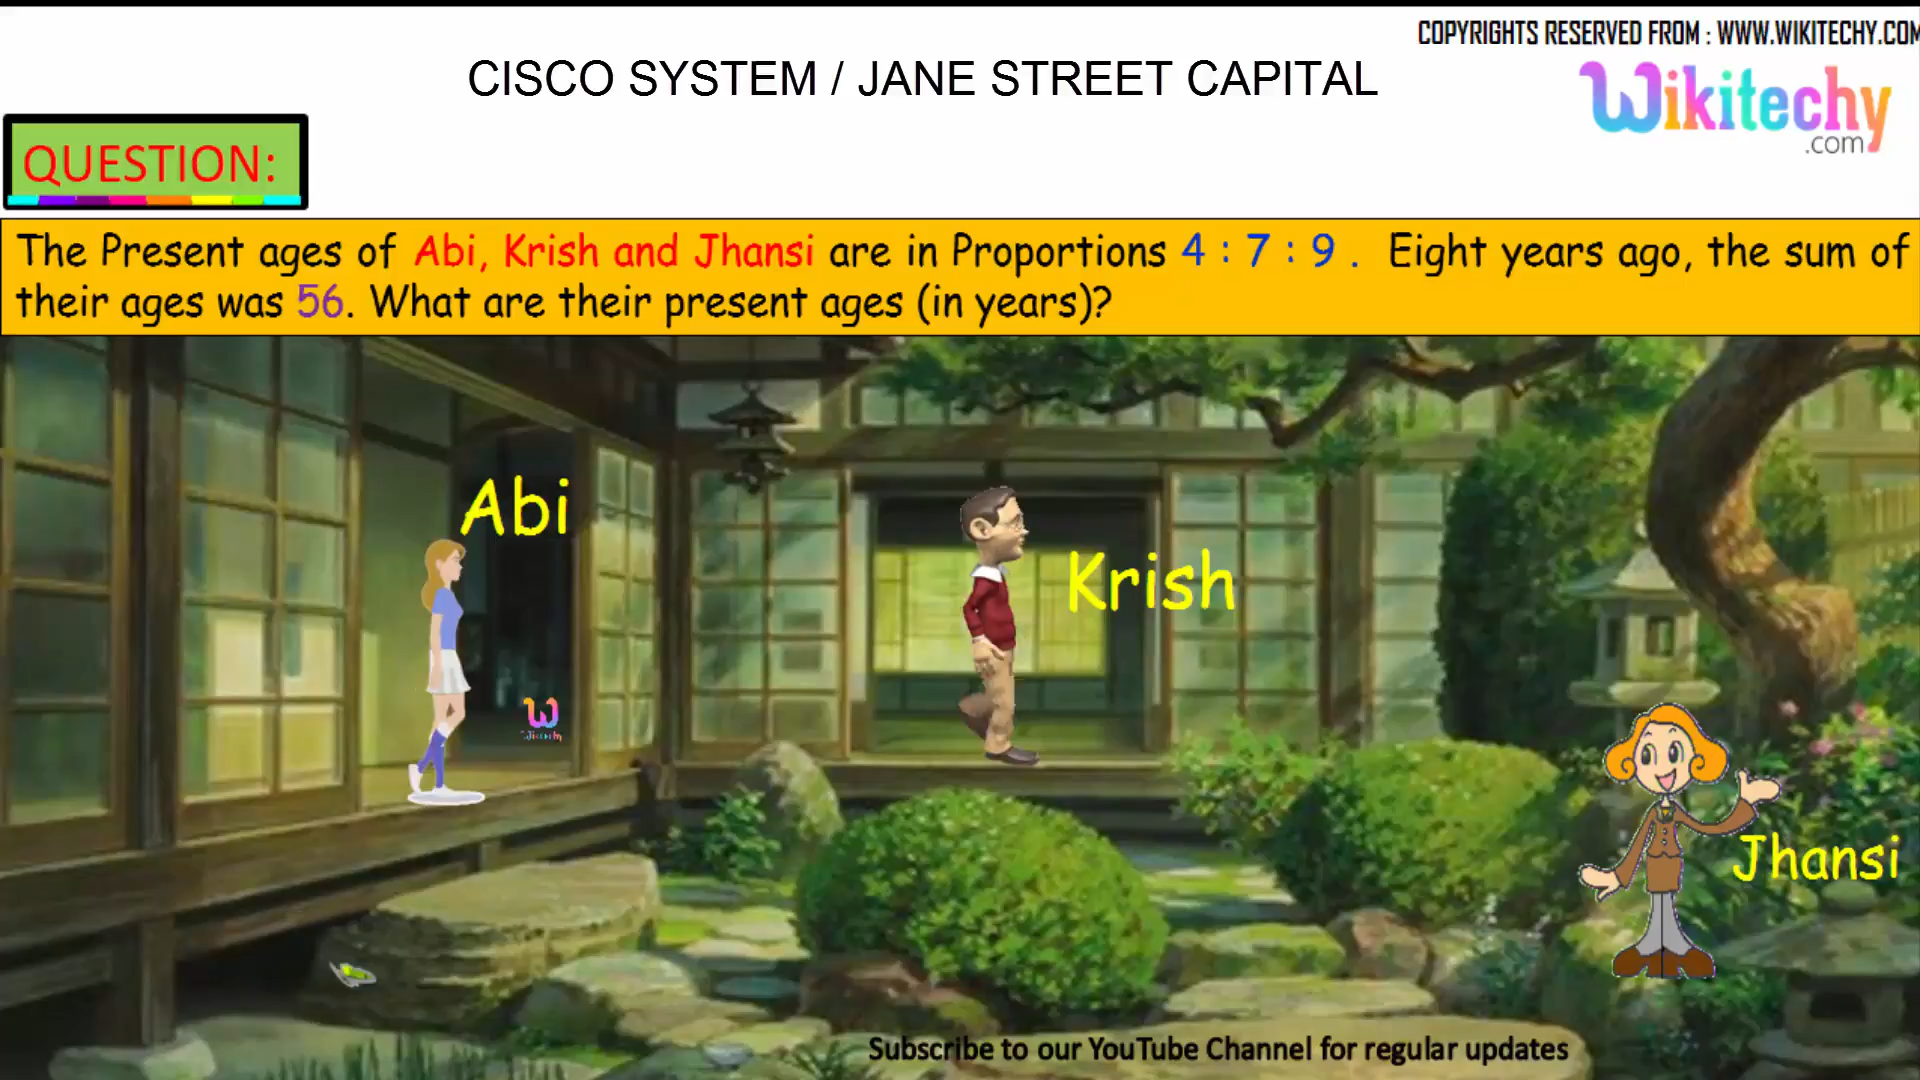 COPYRIGHTS RESERVED FROM : WWW.WIKITECHY.COM
CISCO SYSTEM / JANE STREET CAPITAL
Wikitechy
.com
QUESTION:
The Present ages of Abi, Krish and Jhansi are in Proportions 4 : 7 : 9 . Eight years ago, the sum of
their ages was 56. What are their present ages (in years)?
Abi
Krish
Wikitechy
Jhansi
Subscribe to our YouTube Channel for regular updates